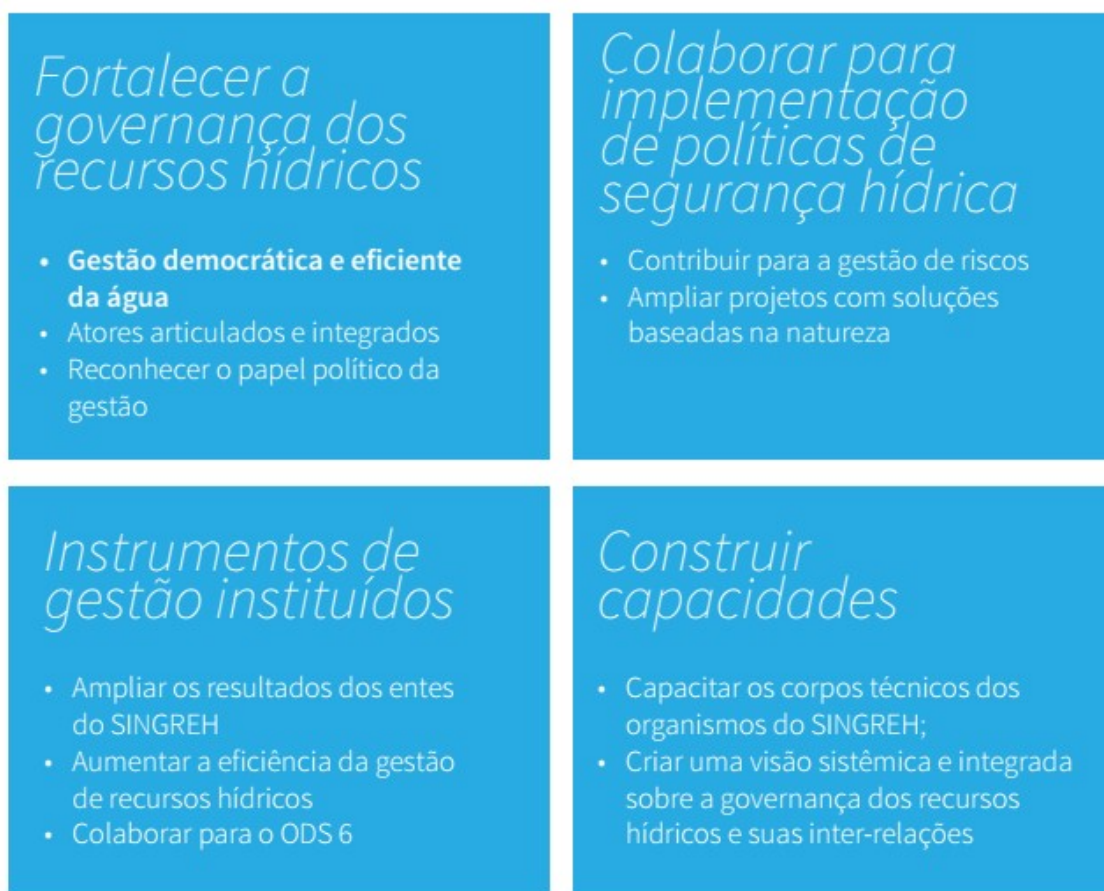 Fortalecer a
governança dos
recursos hídricos
• Gestão democrática e eficiente
da água
• Atores articulados e integrados
• Reconhecer o papel político da
gestão
Colaborar para
implementação
de políticas de
segurança hídrica
• Contribuir para a gestão de riscos
• Ampliar projetos com soluções
baseadas na natureza
Instrumentos de
gestão instituídos
• Ampliar os resultados dos entes
do SINGREH
• Aumentar a eficiência da gestão
de recursos hídricos
• Colaborar para o ODS 6
Construir
capacidades
• Capacitar os corpos técnicos dos
organismos do SINGREH;
• Criar uma visão sistêmica e integrada
sobre a governança dos recursos
hídricos e suas inter-relações